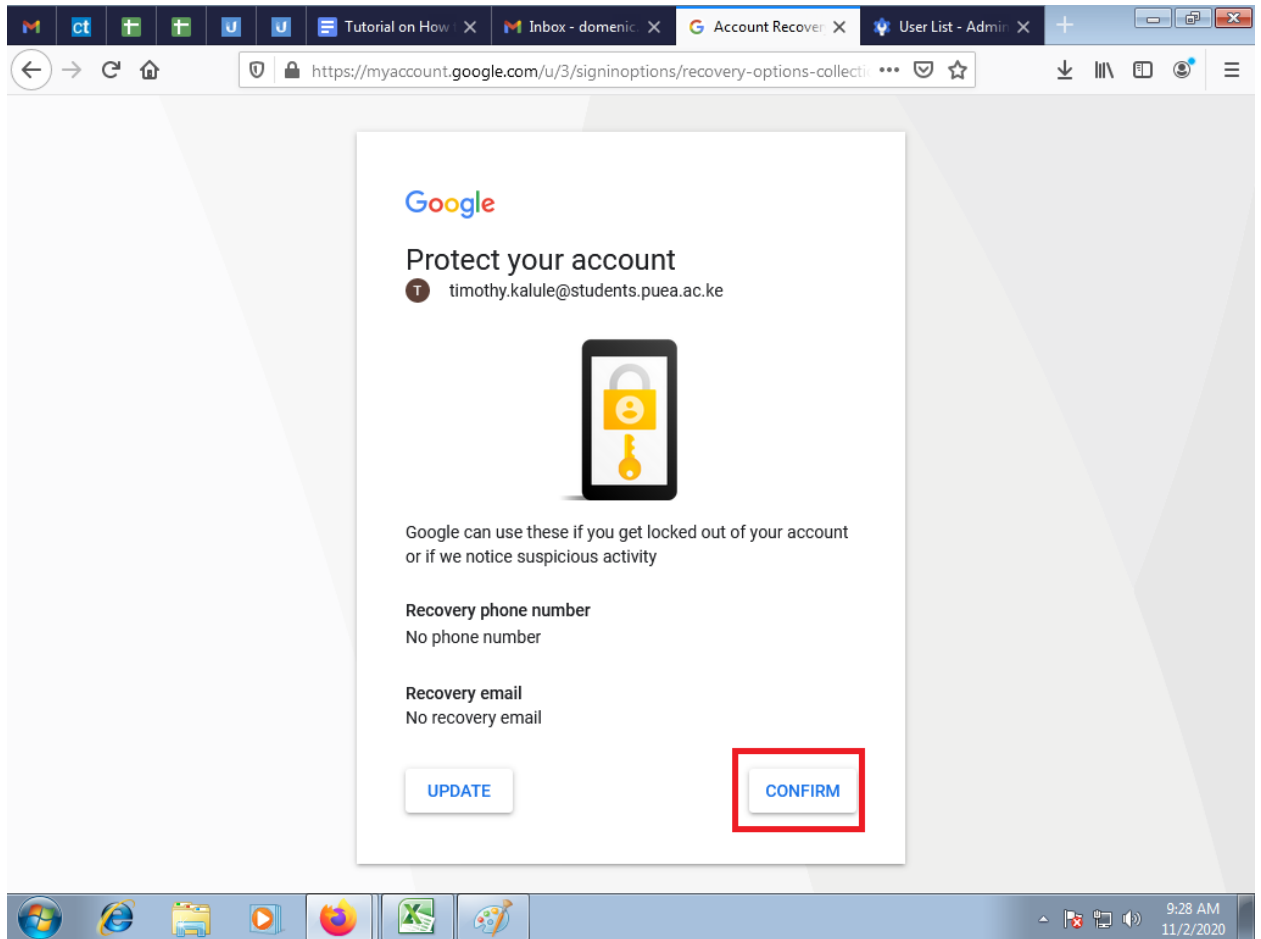 ct
Tutorial on How
Inbox - domenic.
Account Recover
User List - Admin
https://myaccount.google.com/u/3/signinoptions/recovery-options-collecti
Google
Protect your account
T timothy.kalule@students.puea.ac.ke
Google can use these if you get locked out of your account
or if we notice suspicious activity
Recovery phone number
No phone number
Recovery email
No recovery email
UPDATE
CONFIRM
9:28 AM
11/2/2020